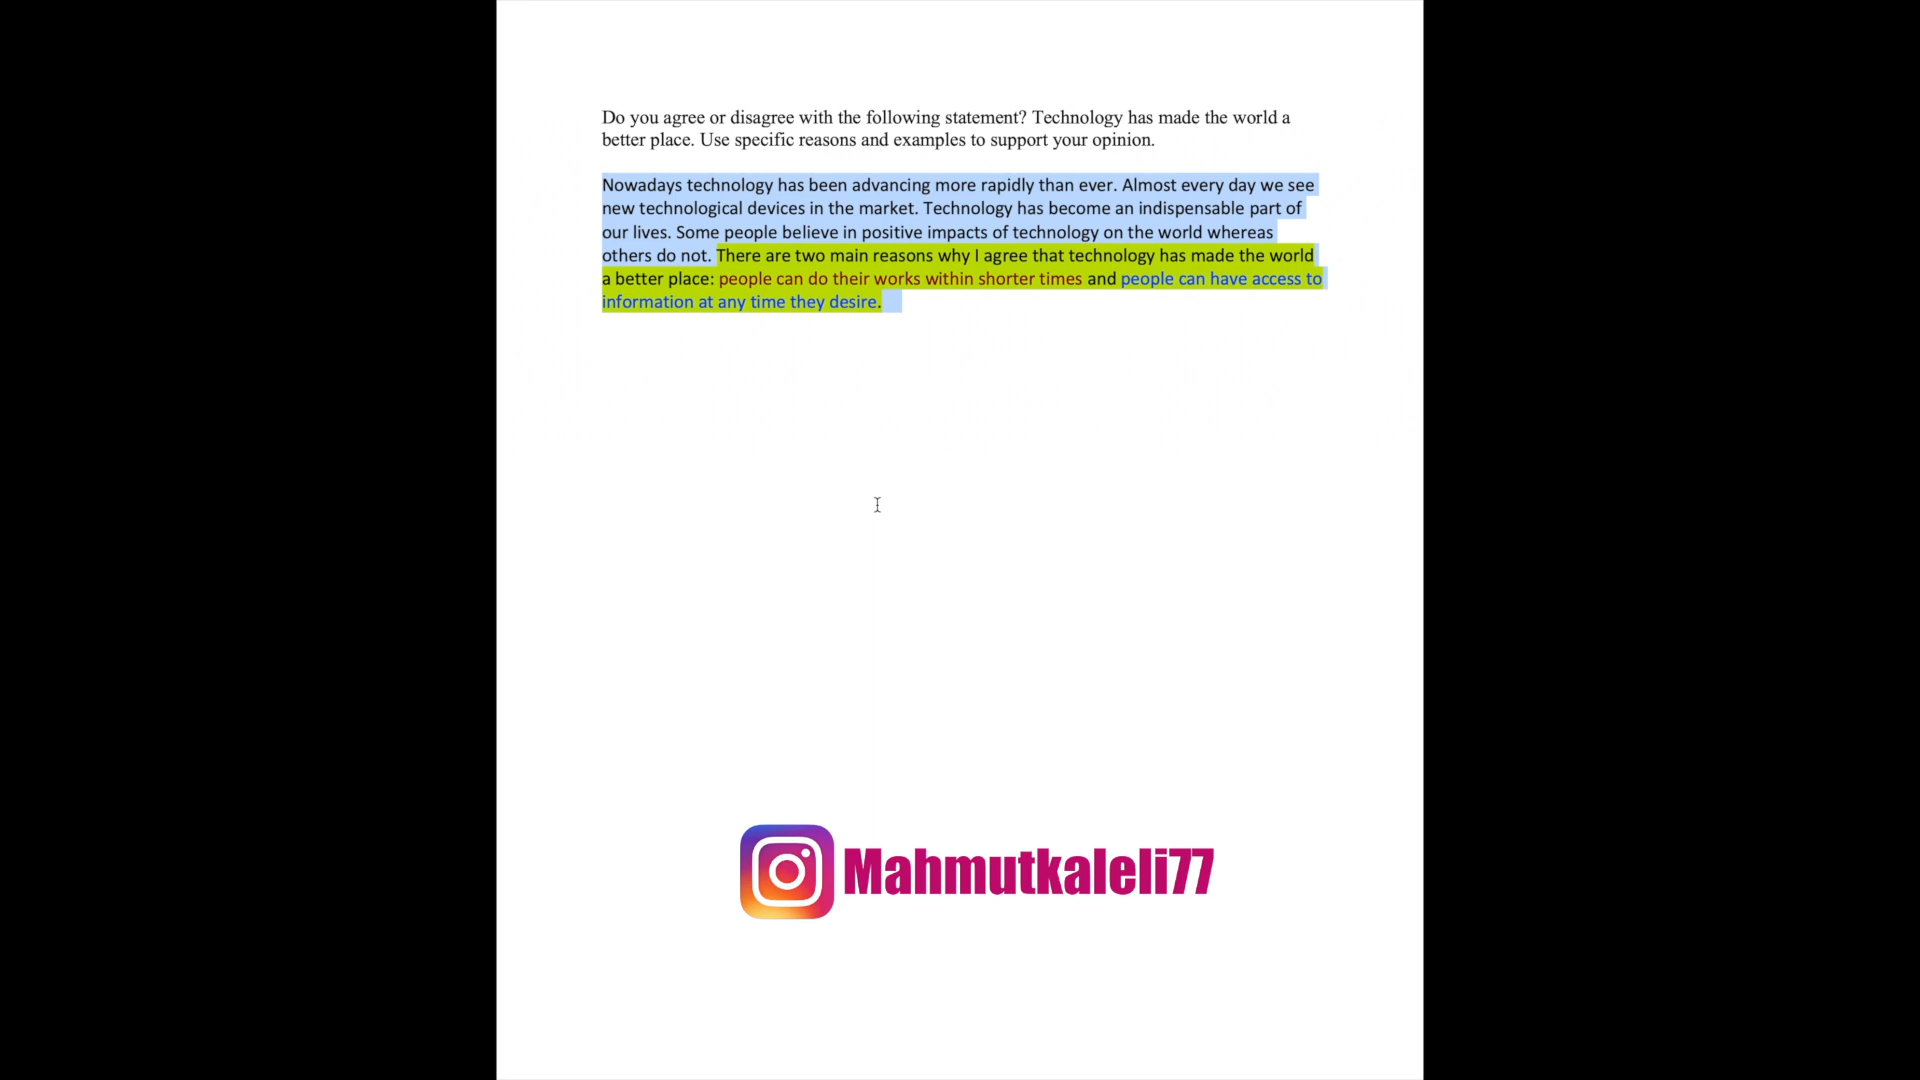 Do you agree or disagree with the following statement? Technology has made the world a
better place. Use specific reasons and examples to support your opinion.
Nowadays technology has been advancing more rapidly than ever. Almost every day we see
new technological devices in the market. Technology has become an indispensable part of
our lives. Some people believe in positive impacts of technology on the world whereas
others do not. There are two main reasons why I agree that technology has made the world
a better place: people can do their works within shorter times and people can have access to
information at any time they desire.
Mahmutkaleli77